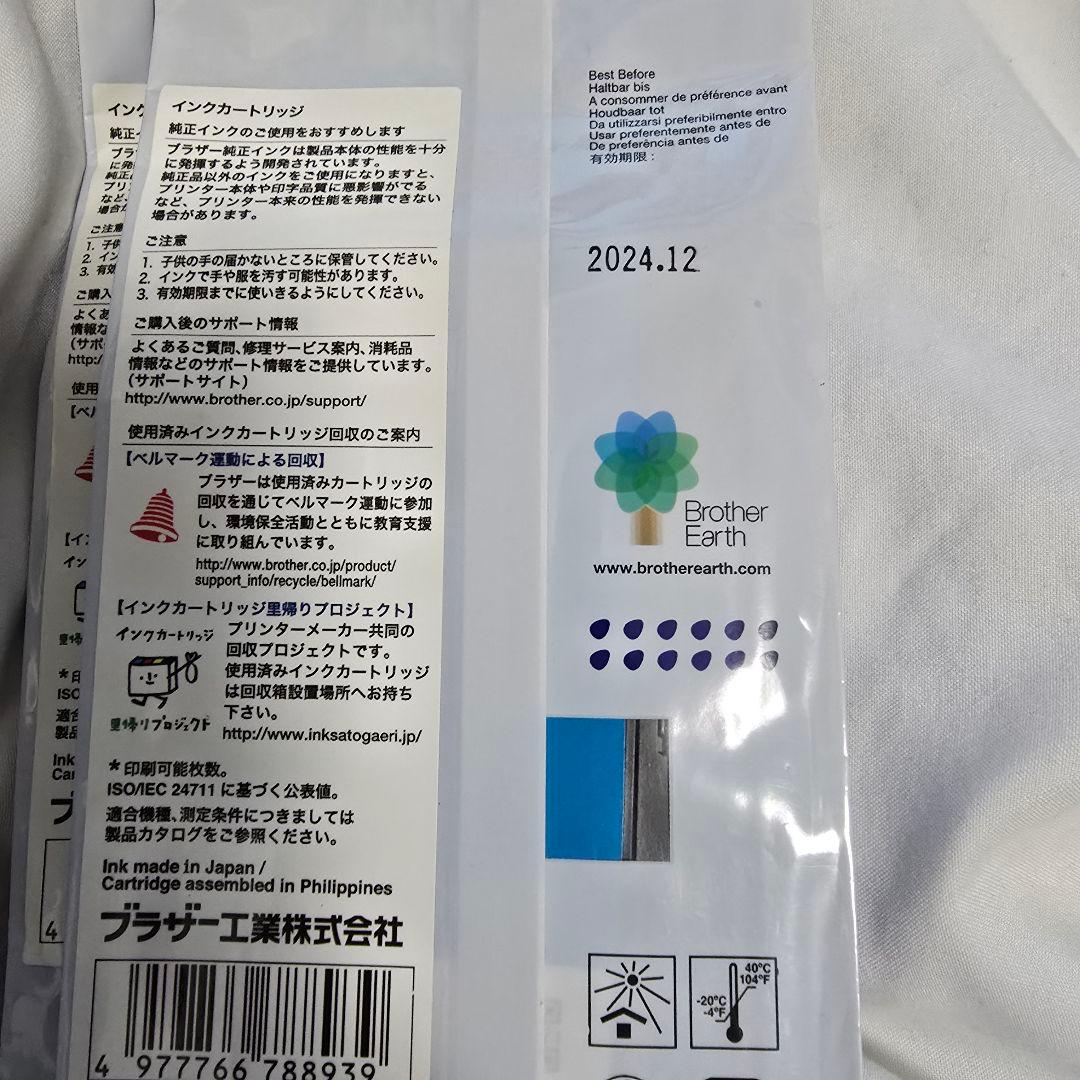 インクカートリッジ
純正インクのご使用をおすすめします
ブラザー純正インクは製品本体の性能を十分
に発揮するよう開発されています。
純正品以外のインクをご使用になりますと、
プリンター本体や印字品質に悪影響がでる
など、プリンター本来の性能を発揮できない
場合があります。
ご注意
1. 子供の手の届かないところに保管してください。
2. インクで手や服を汚す可能性があります。
3. 有効期限までに使いきるようにしてください。
ご購入後のサポート情報
よくあるご質問、修理サービス案内、消耗品
情報などのサポート情報をご提供しています。
(サポートサイト)
http://www.brother.co.jp/support/
使用済みインクカートリッジ回収のご案内
【ベルマーク運動による回収】
ブラザーは使用済みカートリッジの
回収を通じてベルマーク運動に参加
し、環境保全活動とともに教育支援
に取り組んでいます。
http://www.brother.co.jp/product/
support_info/recycle/bellmark/
【インクカートリッジ里帰りプロジェクト】
インクカートリッジ
里帰りプロジェクト
プリンターメーカー共同の
回収プロジェクトです。
使用済みインクカートリッジ
は回収箱設置場所へお持ち
下さい。
http://www.inksatogaeri.jp/
*印刷可能枚数。
ISO/IEC 24711 に基づく公表値。
適合機種、測定条件につきましては
製品カタログをご参照ください。
Ink made in Japan /
Cartridge assembled in Philippines
ブラザー工業株式会社
4 977766 788939
Best Before
Haltbar bis
A consommer de préférence avant
Houdbaar tot
Da utilizzarsi preferibilmente entro
Usar preferentemente antes de
De preferência antes de
有効期限:
2024.12
Brother
Earth
www.brotherearth.com
40°C
104°F
-20°C
-4°F